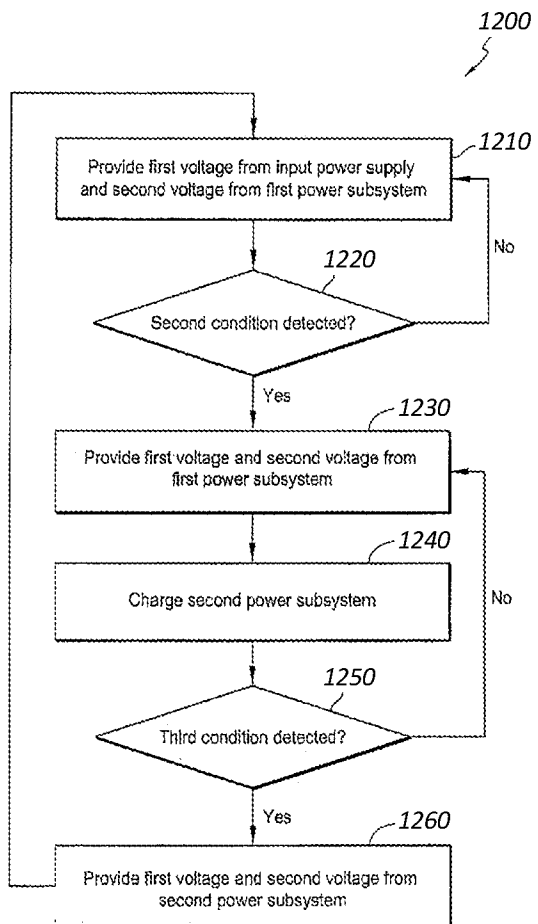 1200
1210
Provide first voltage from input power supply
and second voltage from first power subsystem
No
1220
Second condition detected?
Yes
1230
Provide first voltage and second voltage from
first power subsystem
1240
Charge second power subsystem
No
1250
Third condition detected?
Yes
1260
Provide first voltage and second voltage from
second power subsystem